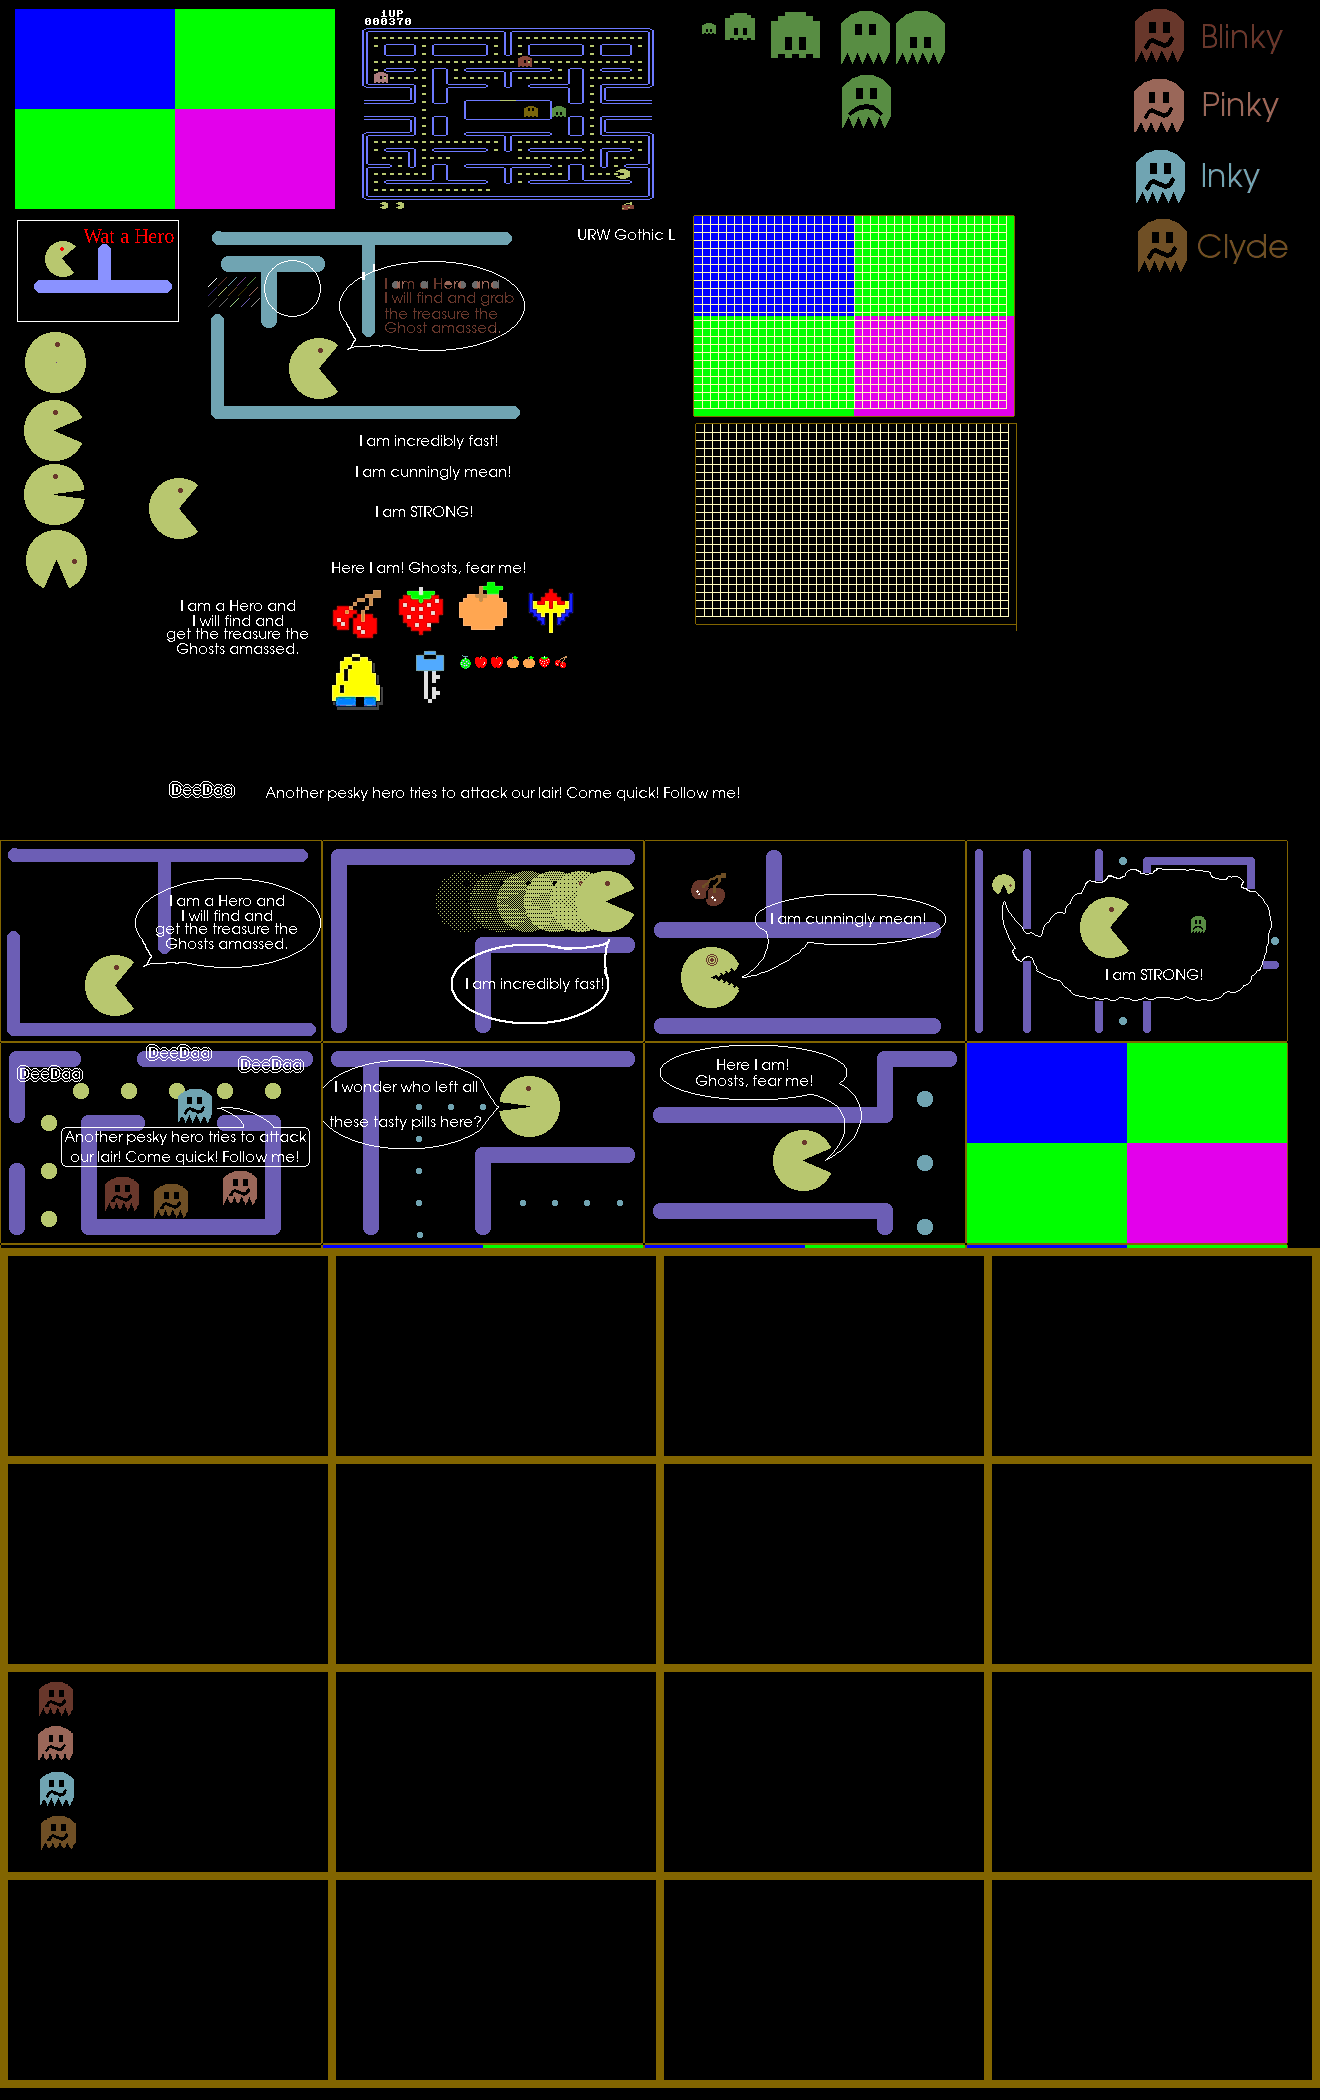 1UP
000370
Blinky
Pinky
Inky
Clyde
Wat a Hero
URW Gothic L
I am a Hero and
I will find and grab
the treasure the
Ghost amassed.
I am incredibly fast!
I am cunningly mean!
I am STRONG!
Here I am! Ghosts, fear me!
I am a Hero and
I will find and
get the treasure the
Ghosts amassed.
DeeDaa
Another pesky hero tries to attack our lair! Come quick! Follow me!
I am a Hero and
I will find and
get the treasure the
Ghosts amassed.
I am incredibly fast!
I am cunningly mean!
I am STRONG!
DeeDaa
DeeDaa
DeeDaa
Another pesky hero tries to attack
our lair! Come quick! Follow me!
I wonder who left all
these tasty pills here?
Here I am!
Ghosts, fear me!